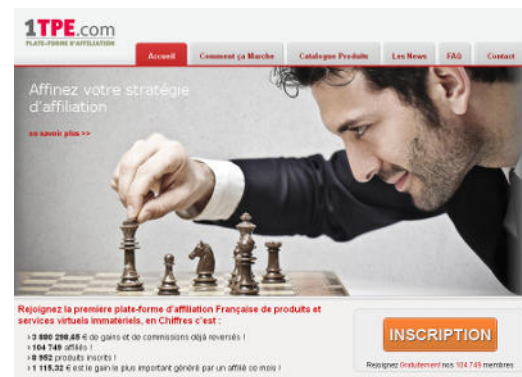 1TPE.com
PLATE-FORME D'AFFILIATION
Accueil Comment ça Marche Catalogue Produits Les News FAQ Contact
Affinez votre stratégie
d'affiliation
en savoir plus >>
Rejoignez la première plate-forme d'affiliation Française de produits et
services virtuels immatériels, en Chiffres c'est :
› 3 880 298,65 € de gains et de commissions déjà reversés !
› 104 749 affiliés !
› 8 952 produits inscrits !
› 1 115,32 € est le gain le plus important généré par un affilié ce mois !
INSCRIPTION
Rejoignez Gratuitement nos 104 749 membres